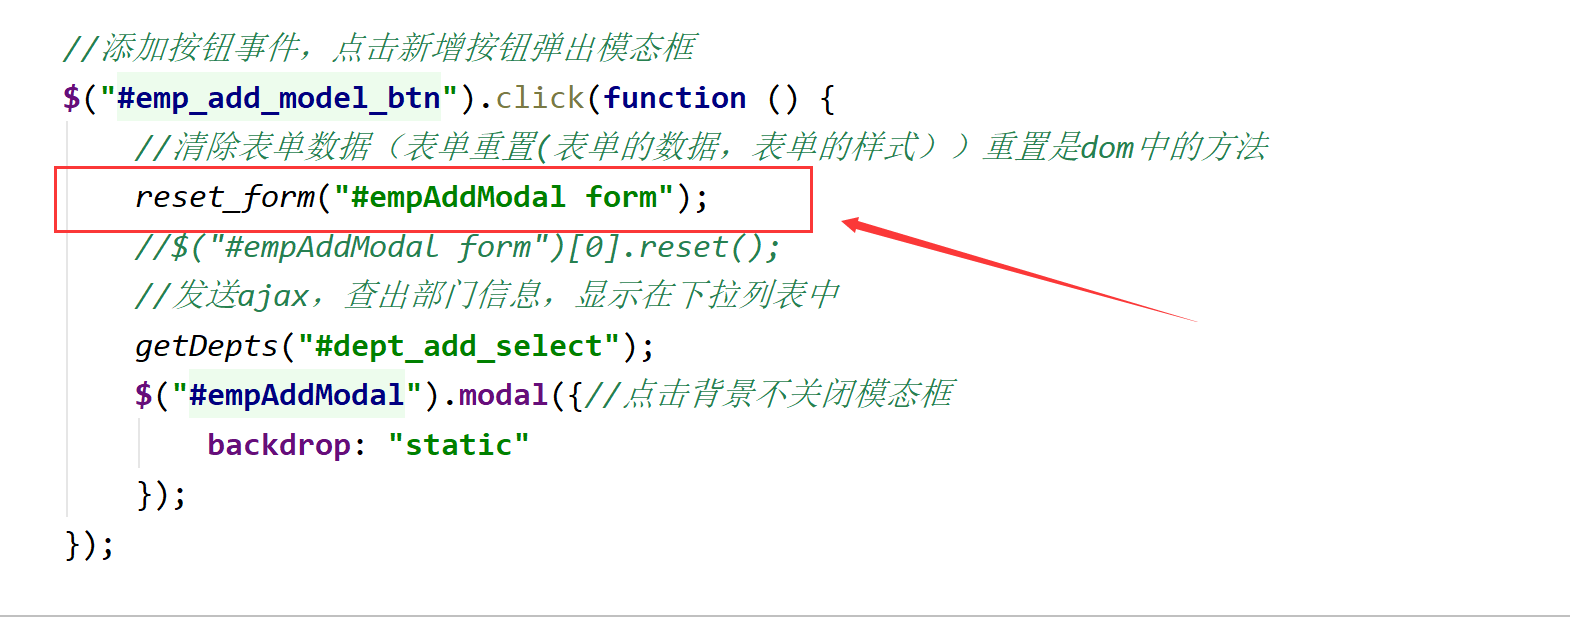 //添加按钮事件，点击新增按钮弹出模态框
$("#emp_add_model_btn").click(function () {
//清除表单数据（表单重置(表单的数据，表单的样式））重置是dom中的方法
reset_form("#empAddModal form");
//$("#empAddModal form")[0].reset();
//发送ajax，查出部门信息，显示在下拉列表中
getDepts("#dept_add_select");
$("#empAddModal").modal({//点击背景不关闭模态框
backdrop: "static"
});
});